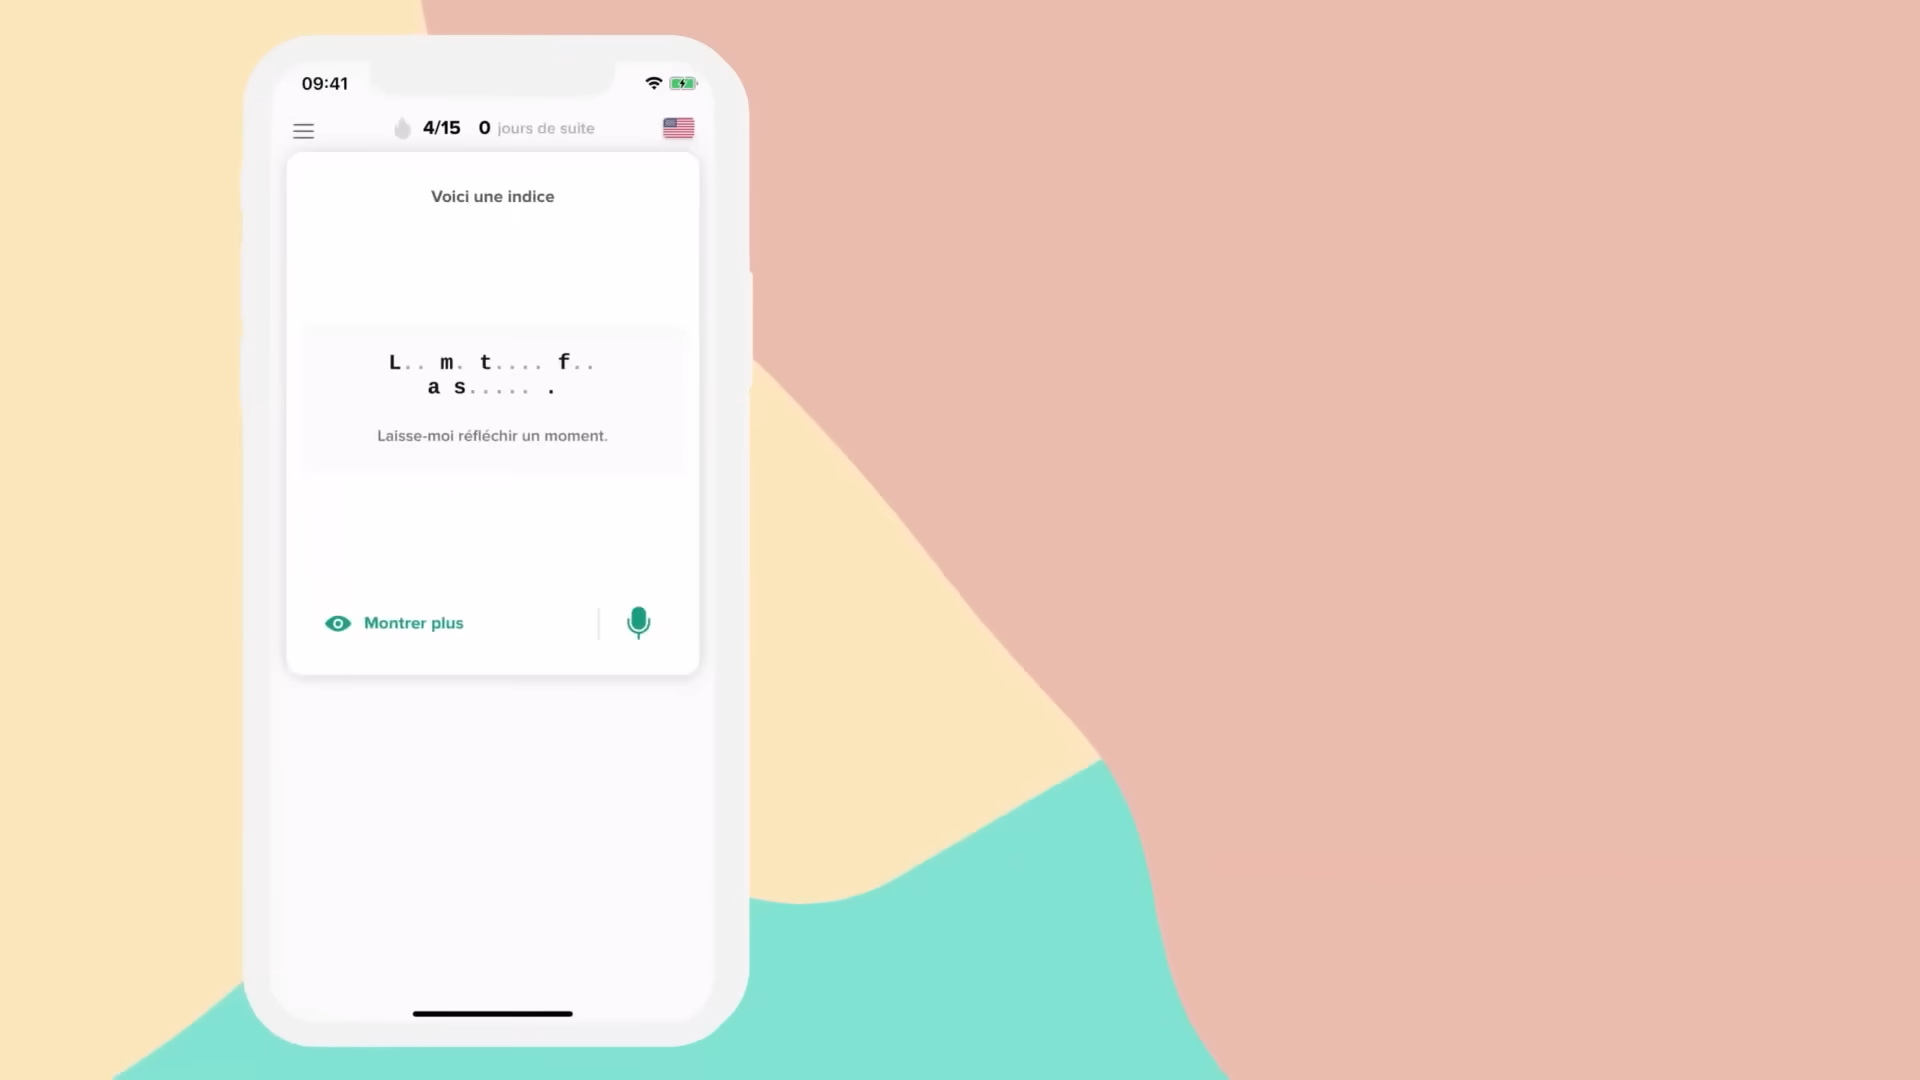 09:41
4/15 0 jours de suite
Voici une indice
L.. m. t.... f..
a s..... .
Laisse-moi réfléchir un moment.
Montrer plus